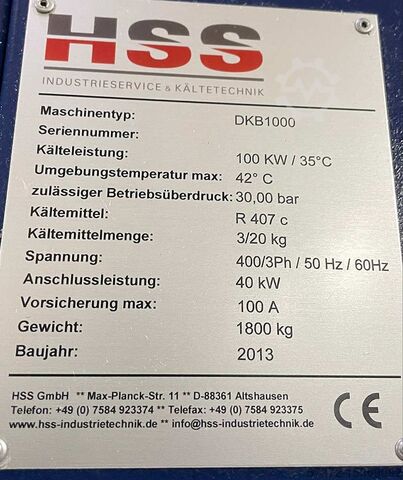 HSS
INDUSTRIESERVICE & KÄLTETECHNIK
Maschinentyp: DKB1000
Seriennummer:
Kälteleistung: 100 KW / 35°C
Umgebungstemperatur max: 42° C
zulässiger Betriebsüberdruck: 30,00 bar
Kältemittel: R 407 c
Kältemittelmenge: 3/20 kg
Spannung: 400/3Ph / 50 Hz / 60Hz
Anschlussleistung: 40 kW
Vorsicherung max: 100 A
Gewicht: 1800 kg
Baujahr: 2013
HSS GmbH ** Max-Planck-Str. 11 ** D-88361 Altshausen
Telefon: +49 (0) 7584 923374 ** Telefax: +49 (0) 7584 923375
www.hss-industrietechnik.de ** info@hss-industrietechnik.de
CE